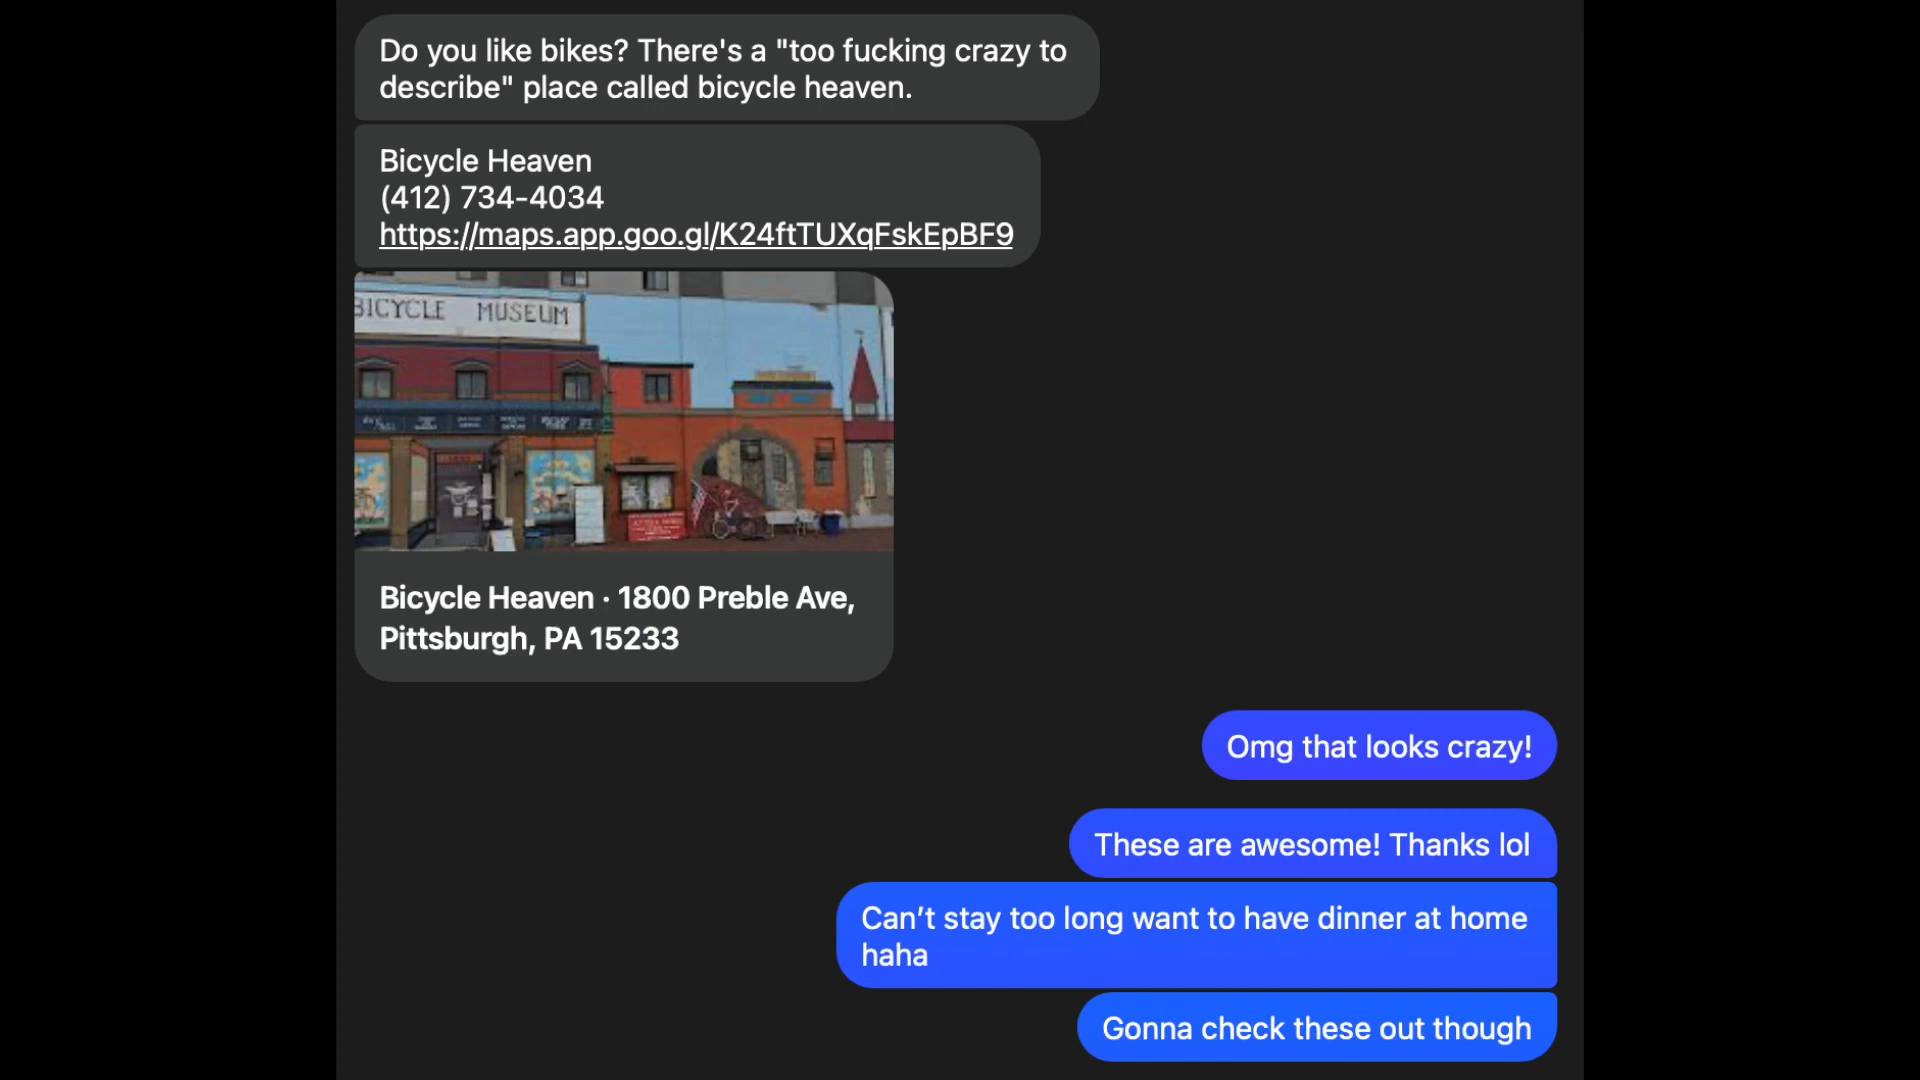 Do you like bikes? There's a "too fucking crazy to
describe" place called bicycle heaven.
Bicycle Heaven
(412) 734-4034
https://maps.app.goo.gl/K24ftTUXqFskEpBF9
BICYCLE MUSEUM
Bicycle Heaven · 1800 Preble Ave,
Pittsburgh, PA 15233
Omg that looks crazy!
These are awesome! Thanks lol
Can’t stay too long want to have dinner at home
haha
Gonna check these out though